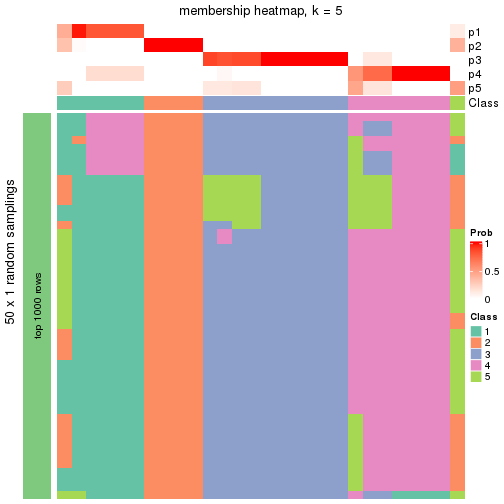 membership heatmap, k = 5
p1
p2
p3
p4
p5
Class
50 x 1 random samplings
top 1000 rows
Prob
1
0.5
0
Class
1
2
3
4
5